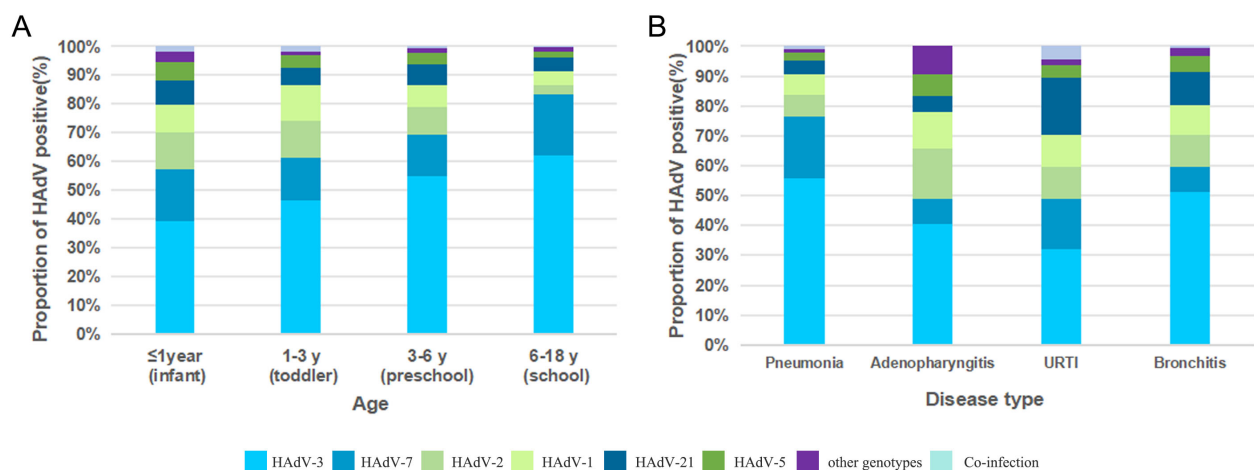 A
Proportion of HAdV positive(%)
100%
90%
80%
70%
60%
50%
40%
30%
20%
10%
0%
≤1year 1-3 y 3-6 y 6-18 y
(infant) (toddler) (preschool) (school)
Age
B
Proportion of HAdV positive(%)
100%
90%
80%
70%
60%
50%
40%
30%
20%
10%
0%
Pneumonia Adenopharyngitis URTI Bronchitis
Disease type
HAdV-3 HAdV-7 HAdV-2 HAdV-1 HAdV-21 HAdV-5 other genotypes Co-infection